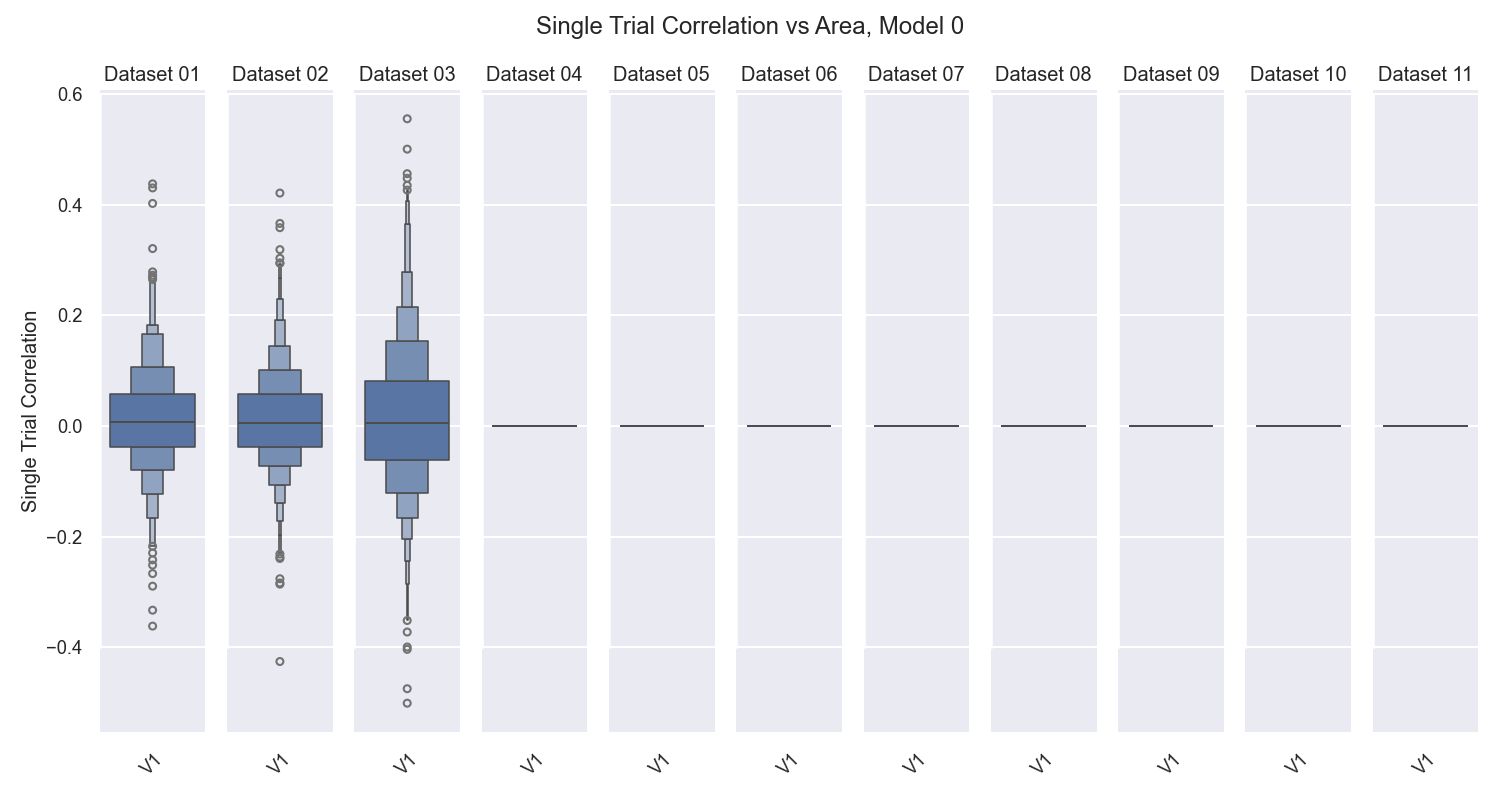 Single Trial Correlation vs Area, Model 0
Dataset 01 Dataset 02 Dataset 03 Dataset 04 Dataset 05 Dataset 06 Dataset 07 Dataset 08 Dataset 09 Dataset 10 Dataset 11
0.6
0.4
0.2
0.0
−0.2
−0.4
Single Trial Correlation
V1 V1 V1 V1 V1 V1 V1 V1 V1 V1 V1